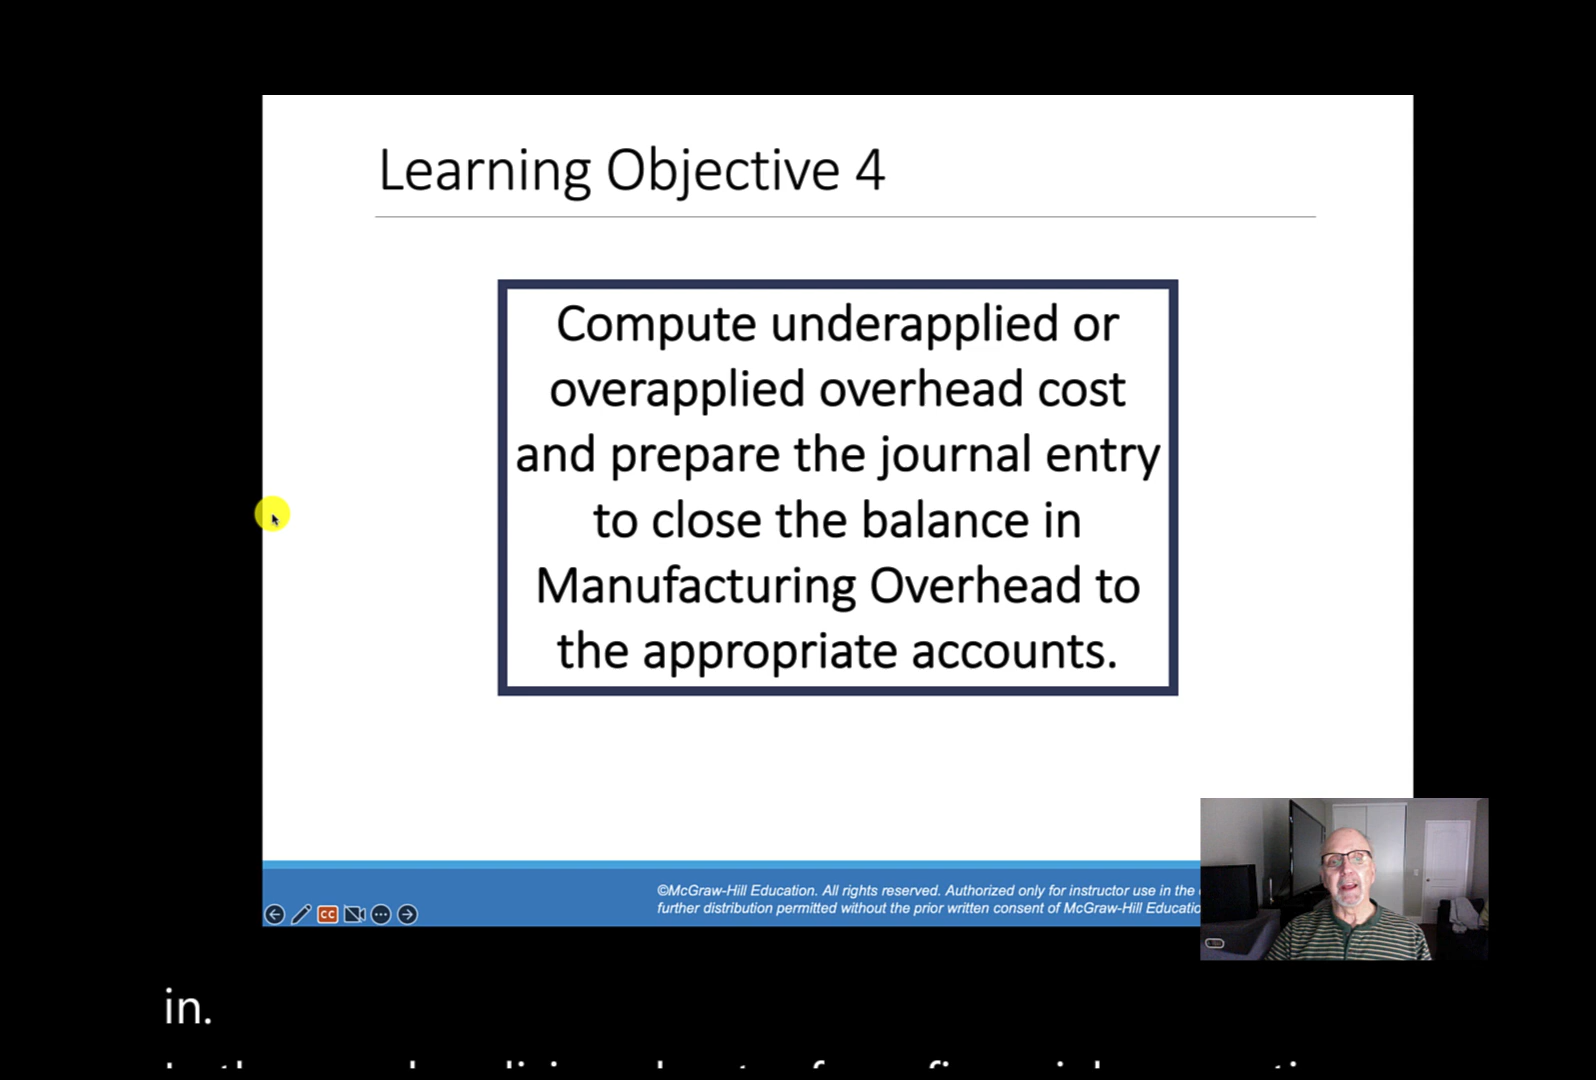 Learning Objective 4
Compute underapplied or
overapplied overhead cost
and prepare the journal entry
to close the balance in
Manufacturing Overhead to
the appropriate accounts.
©McGraw-Hill Education. All rights reserved. Authorized only for instructor use in the
further distribution permitted without the prior written consent of McGraw-Hill
CC
in.